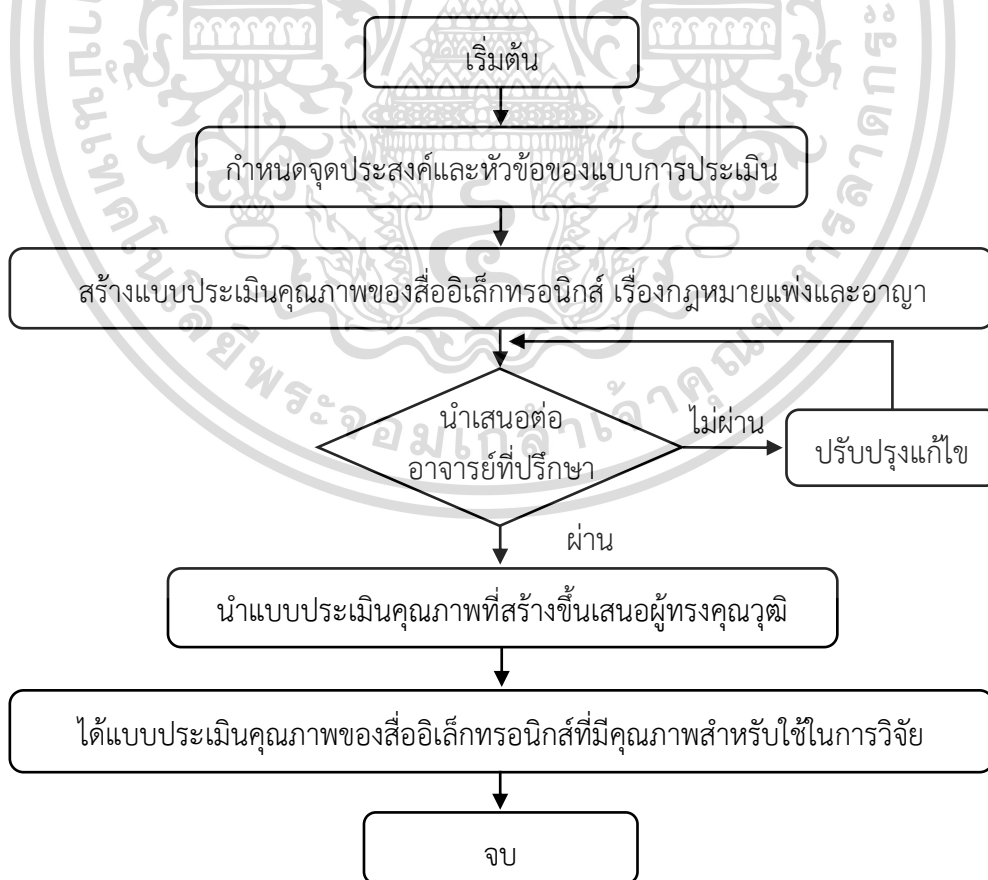 เริ่มต้น
กำหนดจุดประสงค์และหัวข้อของแบบการประเมิน
สร้างแบบประเมินคุณภาพของสื่ออิเล็กทรอนิกส์ เรื่องกฎหมายแพ่งและอาญา
นำเสนอต่อ
อาจารย์ที่ปรึกษา
ไม่ผ่าน
ปรับปรุงแก้ไข
ผ่าน
นำแบบประเมินคุณภาพที่สร้างขึ้นเสนอผู้ทรงคุณวุฒิ
ได้แบบประเมินคุณภาพของสื่ออิเล็กทรอนิกส์ที่มีคุณภาพสำหรับใช้ในการวิจัย
จบ